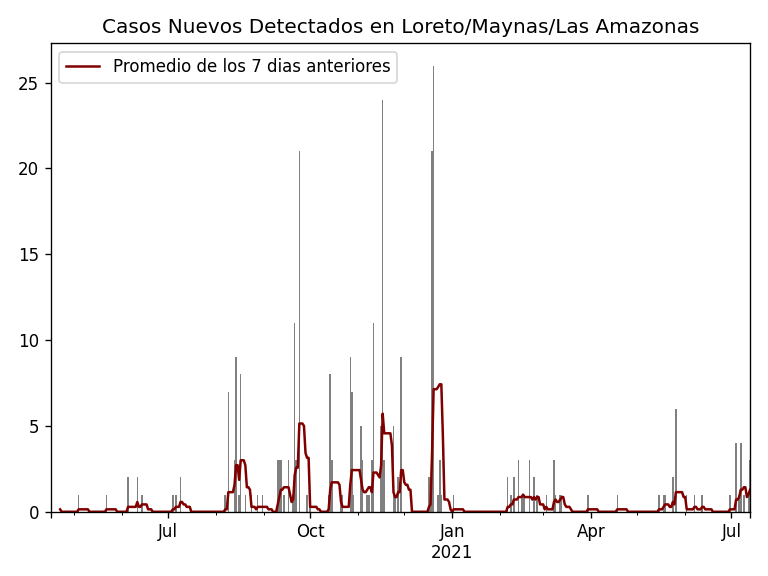 Casos Nuevos Detectados en Loreto/Maynas/Las Amazonas
Promedio de los 7 dias anteriores
25
20
15
10
5
0
Jul Oct Jan Apr Jul
2021